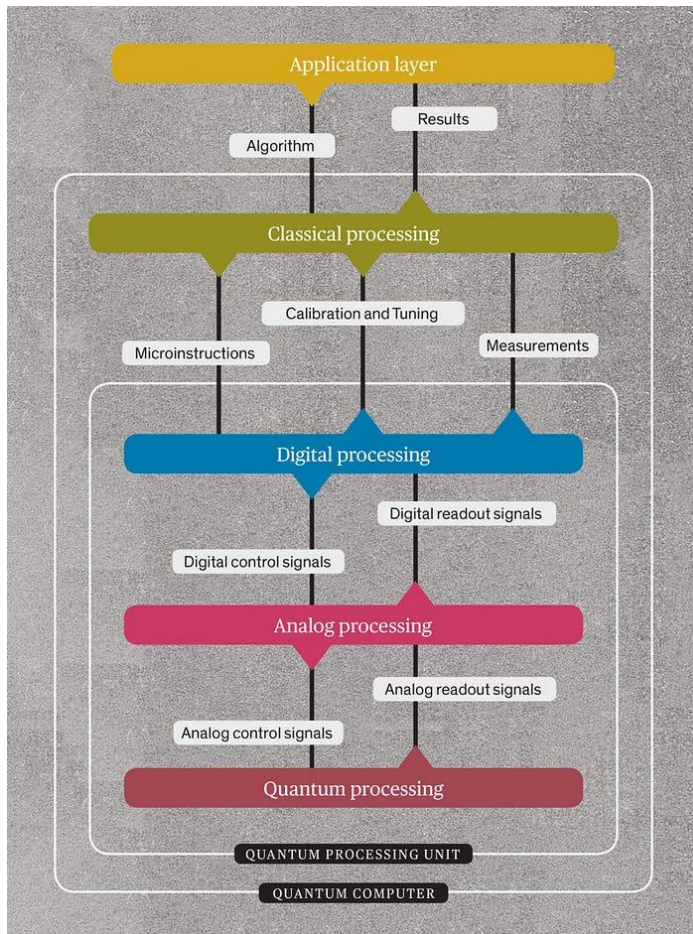 Application layer
Results
Algorithm
Classical processing
Calibration and Tuning
Microinstructions
Measurements
Digital processing
Digital readout signals
Digital control signals
Analog processing
Analog readout signals
Analog control signals
Quantum processing
QUANTUM PROCESSING UNIT
QUANTUM COMPUTER